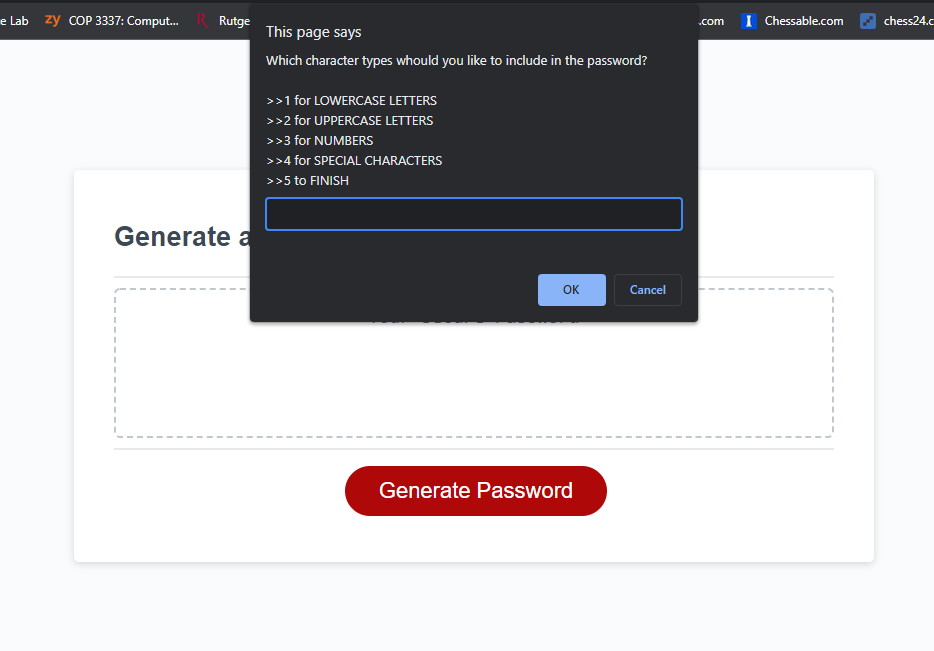 e Lab zy COP 3337: Comput... R Rutge .com Chessable.com chess24.c
This page says
Which character types whould you like to include in the password?
>>1 for LOWERCASE LETTERS
>>2 for UPPERCASE LETTERS
>>3 for NUMBERS
>>4 for SPECIAL CHARACTERS
>>5 to FINISH
Generate a
OK Cancel
Generate Password